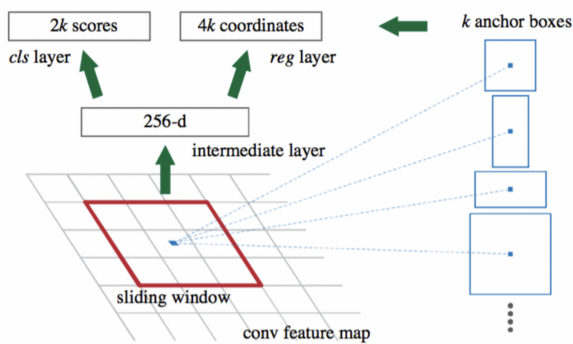 2k scores
4k coordinates
k anchor boxes
cls layer
reg layer
256-d
intermediate layer
sliding window
conv feature map